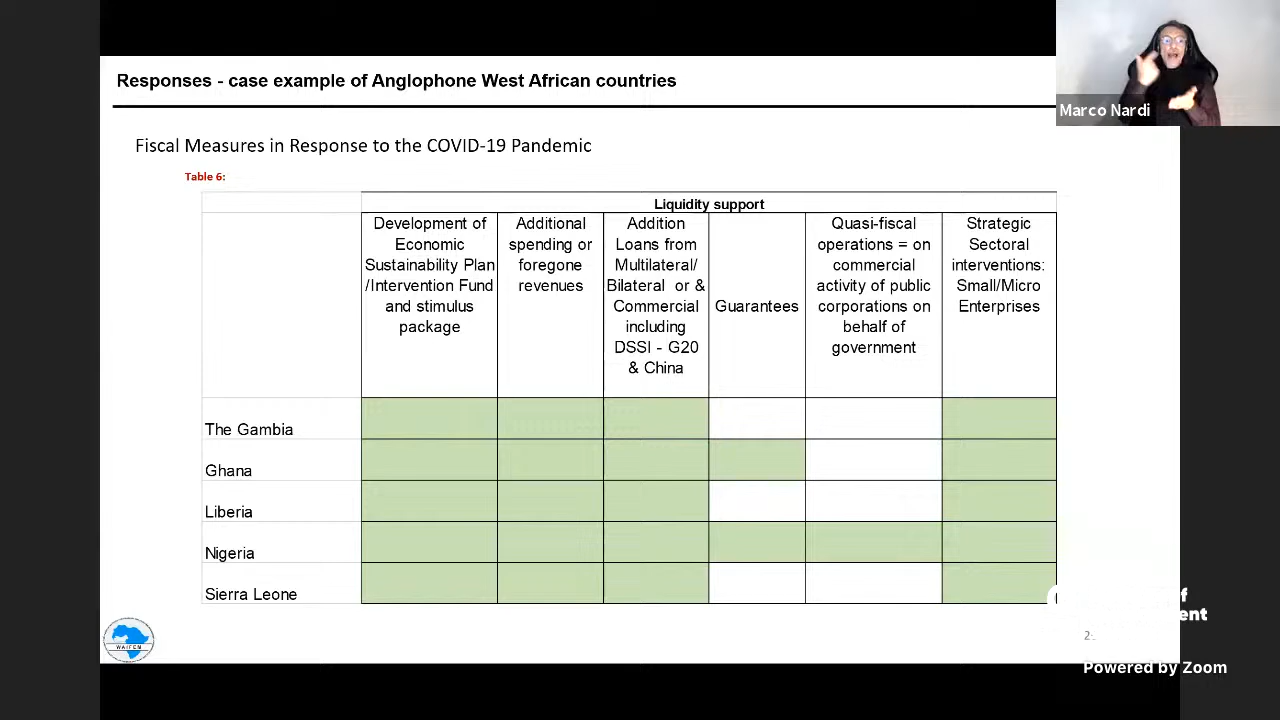 Responses - case example of Anglophone West African countries
Marco Nardi
Fiscal Measures in Response to the COVID-19 Pandemic
Table 6:
Liquidity support
Development of
Economic
Sustainability Plan
/Intervention Fund
and stimulus
package
Additional
spending or
foregone
revenues
Addition
Loans from
Multilateral/
Bilateral or &
Commercial
including
DSSI - G20
& China
Guarantees
Quasi-fiscal
operations = on
commercial
activity of public
corporations on
behalf of
government
Strategic
Sectoral
interventions:
Small/Micro
Enterprises
The Gambia
Ghana
Liberia
Nigeria
Sierra Leone
WAIFEM
Powered by Zoom